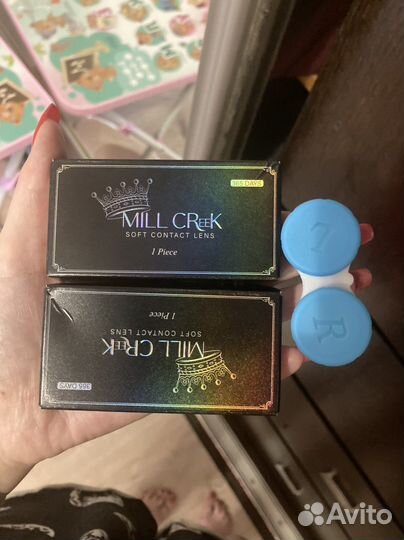 365 DAYS
MILL CREEK
SOFT CONTACT LENS
1 Piece
1 Piece
SOFT CONTACT LENS
MILL CREEK
365 DAYS
L
R
Avito